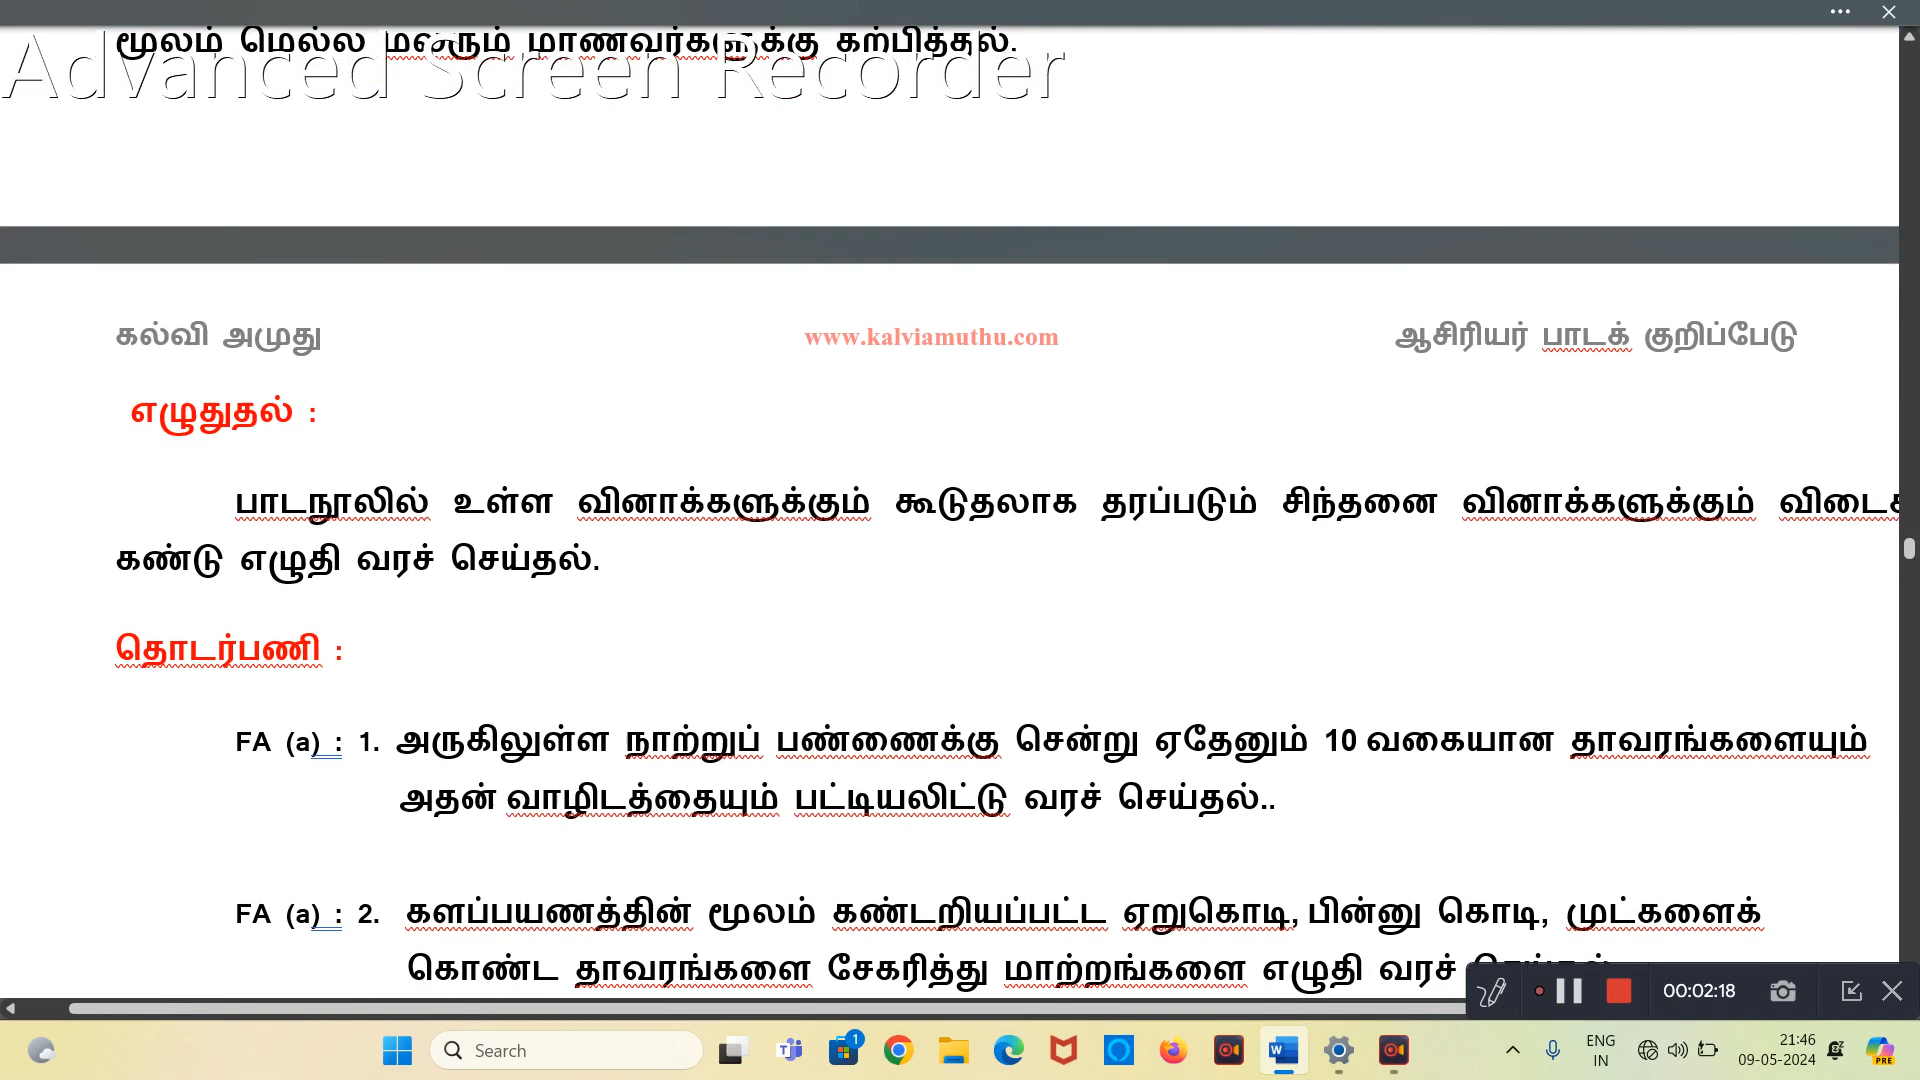 மூலம் மெல்ல மலரும் மாணவர்களுக்கு கற்பித்தல்.
Advanced Screen Recorder
கல்வி அமுது www.kalviamuthu.com ஆசிரியர் பாடக் குறிப்பேடு
எழுதுதல் :
பாடநூலில் உள்ள வினாக்களுக்கும் கூடுதலாக தரப்படும் சிந்தனை வினாக்களுக்கும்
கண்டு எழுதி வரச் செய்தல்.
தொடர்பணி :
FA (a) : 1. அருகிலுள்ள நாற்றுப் பண்ணைக்கு சென்று ஏதேனும் 10 வகையான தாவரங்களையும்
அதன் வாழிடத்தையும் பட்டியலிட்டு வரச் செய்தல்..
FA (a) : 2. களப்பயணத்தின் மூலம் கண்டறியப்பட்ட ஏறுகொடி, பின்னு கொடி, முட்களைக்
கொண்ட தாவரங்களை சேகரித்து மாற்றங்களை எழுதி வரச்
00:02:18
Search
1
ENG
IN
21:46
09-05-2024
PRE